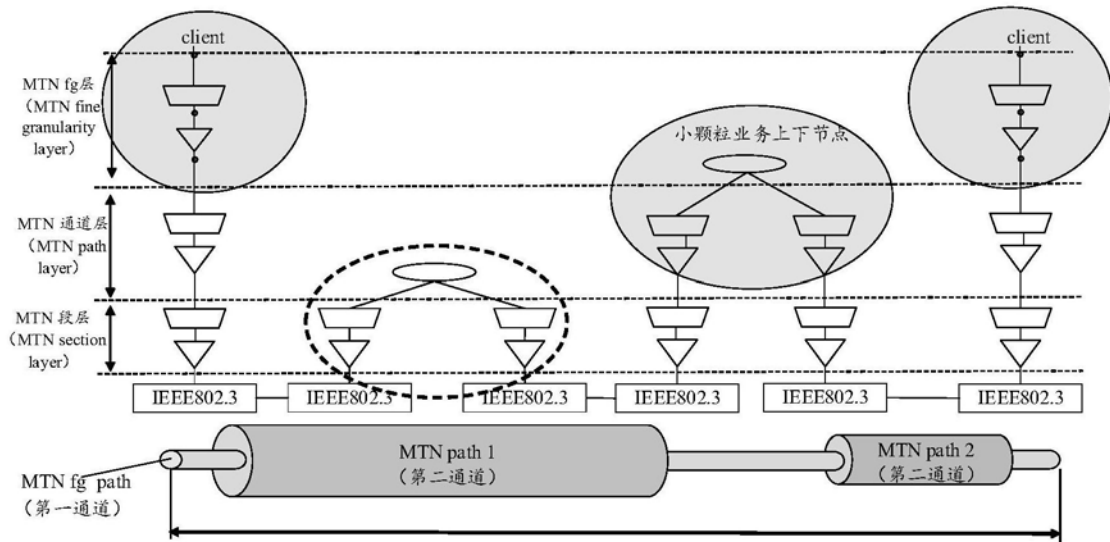 client
client
MTN fg层
（MTN fine
granularity
layer）
小颗粒业务上下节点
MTN 通道层
（MTN path
layer）
MTN 段层
（MTN section
layer）
IEEE802.3
IEEE802.3
IEEE802.3
IEEE802.3
IEEE802.3
IEEE802.3
MTN path 1
（第二通道）
MTN path 2
（第二通道）
MTN fg path
（第一通道）